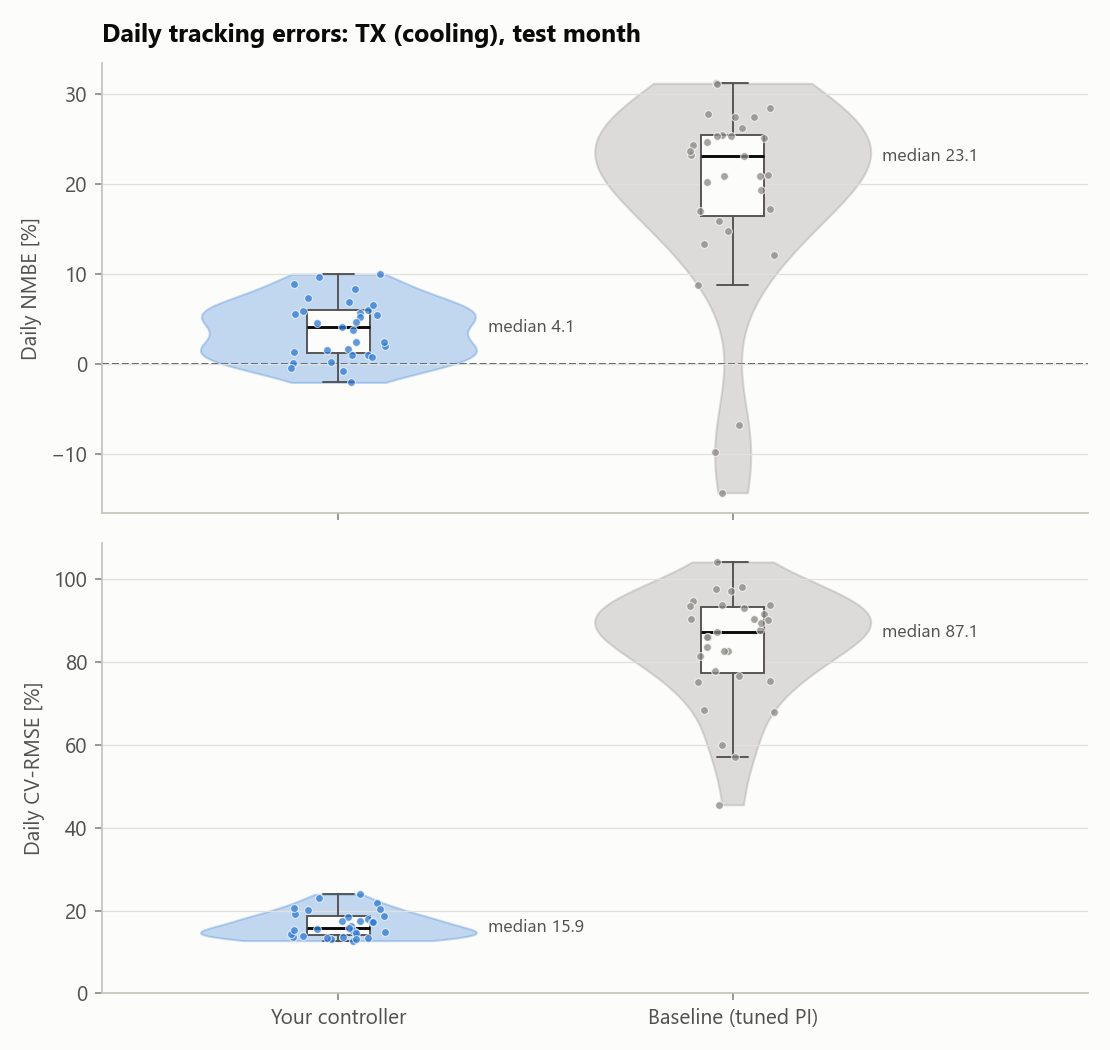 Daily tracking errors: TX (cooling), test month
Daily NMBE [%]
30
20
10
0
−10
median 4.1
median 23.1
Daily CV-RMSE [%]
100
80
60
40
20
0
median 87.1
median 15.9
Your controller
Baseline (tuned PI)